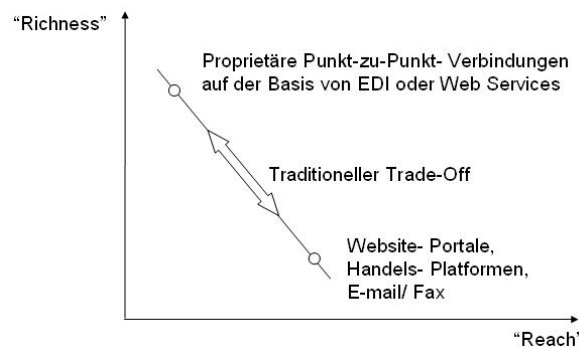 “Richness”
Proprietäre Punkt-zu-Punkt- Verbindungen
auf der Basis von EDI oder Web Services
Traditioneller Trade-Off
Website- Portale,
Handels- Platformen,
E-mail/ Fax
“Reach”